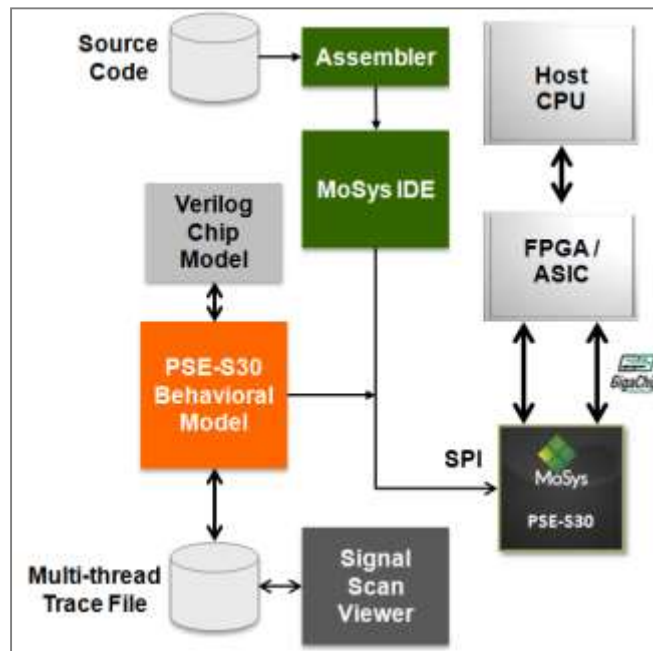 Source
Code
Assembler
Host
CPU
MoSys IDE
Verilog
Chip
Model
FPGA /
ASIC
PSE-S30
Behavioral
Model
GigaChip
SPI
MoSys
PSE-S30
Multi-thread
Trace File
Signal
Scan
Viewer